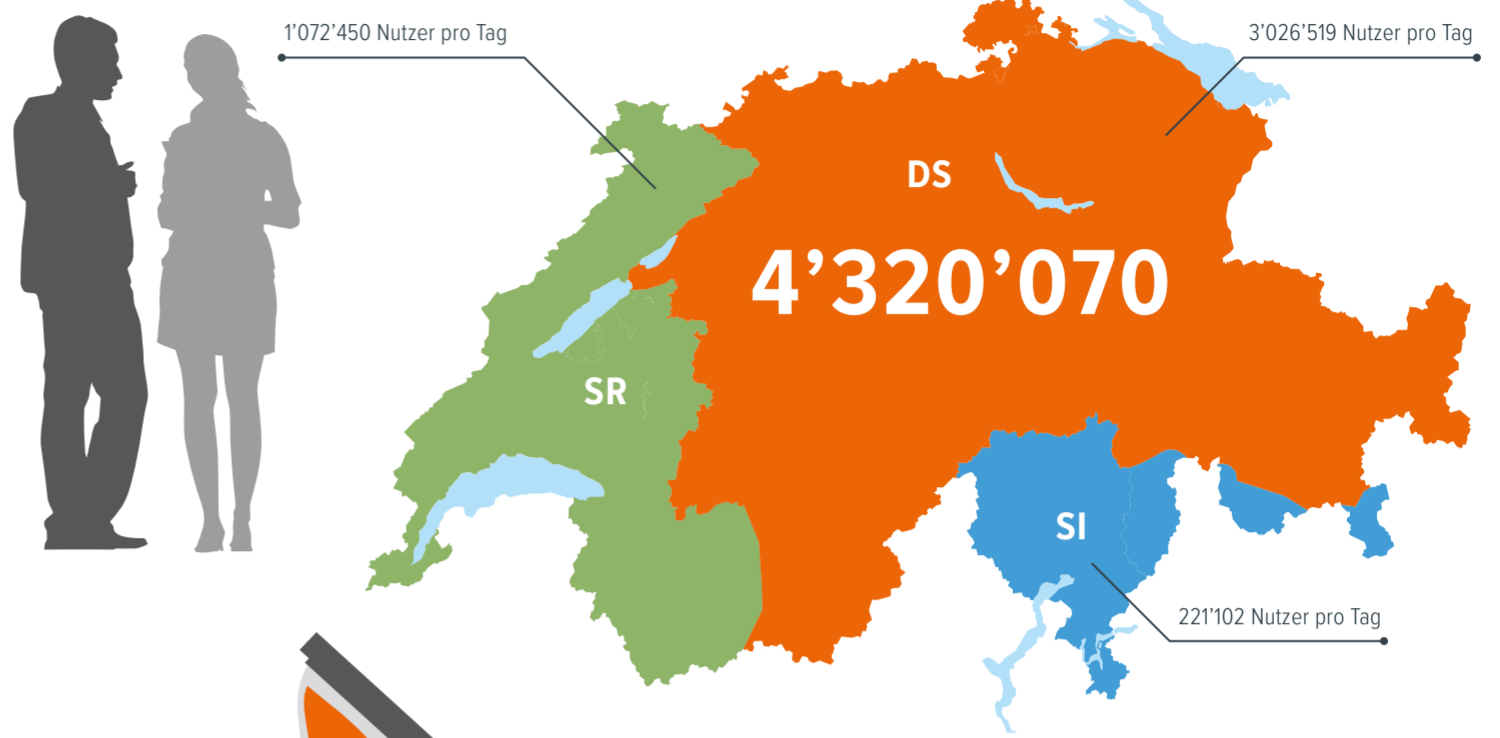 1’072’450 Nutzer pro Tag
3’026’519 Nutzer pro Tag
DS
4’320’070
SR
SI
221’102 Nutzer pro Tag